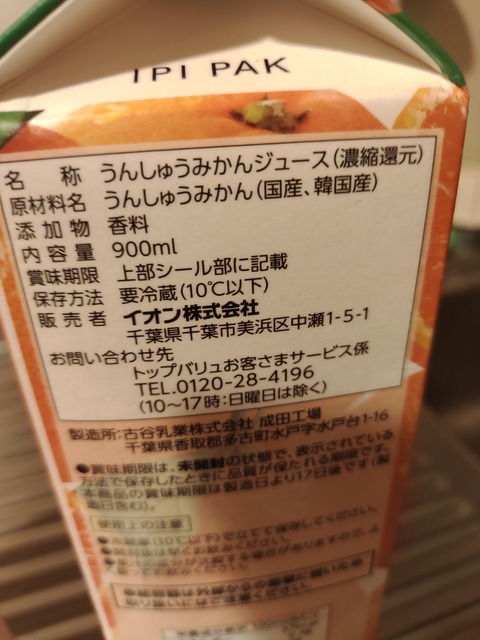 IPI PAK
名称 うんしゅうみかんジュース(濃縮還元)
原材料名 うんしゅうみかん(国産、韓国産)
添加物 香料
内容量 900ml
賞味期限 上部シール部に記載
保存方法 要冷蔵(10℃以下)
販売者 イオン株式会社
千葉県千葉市美浜区中瀬1-5-1
お問い合わせ先
トップバリュお客さまサービス係
TEL.0120-28-4196
(10~17時:日曜日は除く)
製造所:古谷乳業株式会社 成田工場
千葉県香取郡多古町水戸字水戸台1-16
●賞味期限は、未開封の状態で、表示されている
方法で保存したときに品質が保たれる期限です。
本商品の賞味期限は製造日より17日後です(製
造日含む)。
使用上の注意